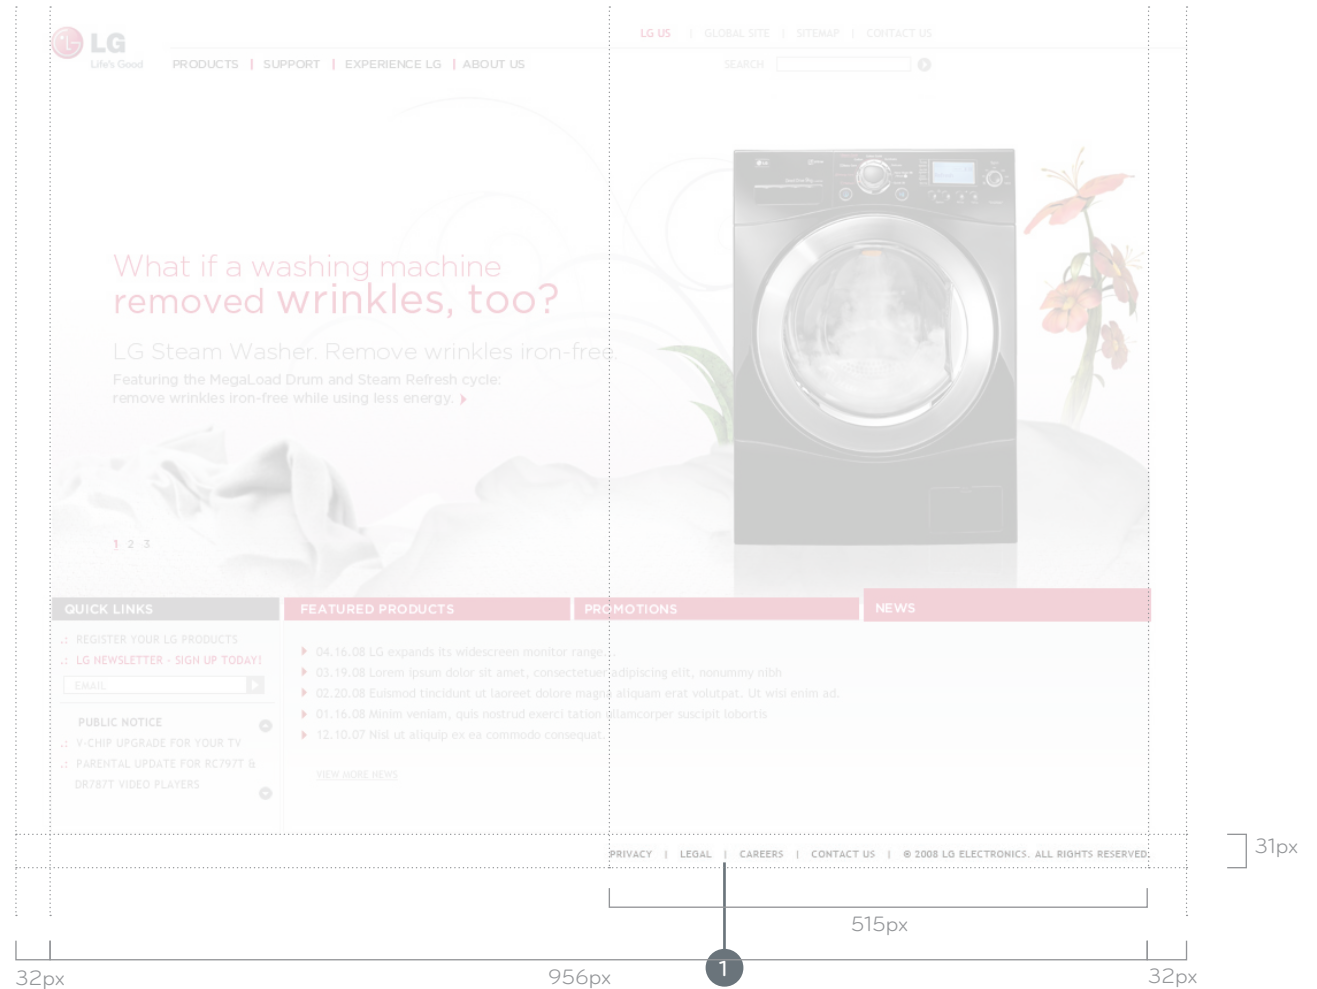 LG
Life's Good
LG US | GLOBAL SITE | SITEMAP | CONTACT US
PRODUCTS | SUPPORT | EXPERIENCE LG | ABOUT US
SEARCH
What if a washing machine
removed wrinkles, too?
LG Steam Washer. Remove wrinkles iron-free.
Featuring the MegaLoad Drum and Steam Refresh cycle:
remove wrinkles iron-free while using less energy.
1 2 3
QUICK LINKS
FEATURED PRODUCTS
PROMOTIONS
NEWS
.: REGISTER YOUR LG PRODUCTS
.: LG NEWSLETTER - SIGN UP TODAY!
EMAIL
PUBLIC NOTICE
.: V-CHIP UPGRADE FOR YOUR TV
.: PARENTAL UPDATE FOR RC797T &
DR787T VIDEO PLAYERS
04.16.08 LG expands its widescreen monitor range...
03.19.08 Lorem ipsum dolor sit amet, consectetuer adipiscing elit, nonummy nibh
02.20.08 Euismod tincidunt ut laoreet dolore magna aliquam erat volutpat. Ut wisi enim ad.
01.16.08 Minim veniam, quis nostrud exerci tation ullamcorper suscipit lobortis
12.10.07 Nisl ut aliquip ex ea commodo consequat.
VIEW MORE NEWS
PRIVACY | LEGAL | CAREERS | CONTACT US | © 2008 LG ELECTRONICS. ALL RIGHTS RESERVED.
31px
515px
32px
956px
1
32px